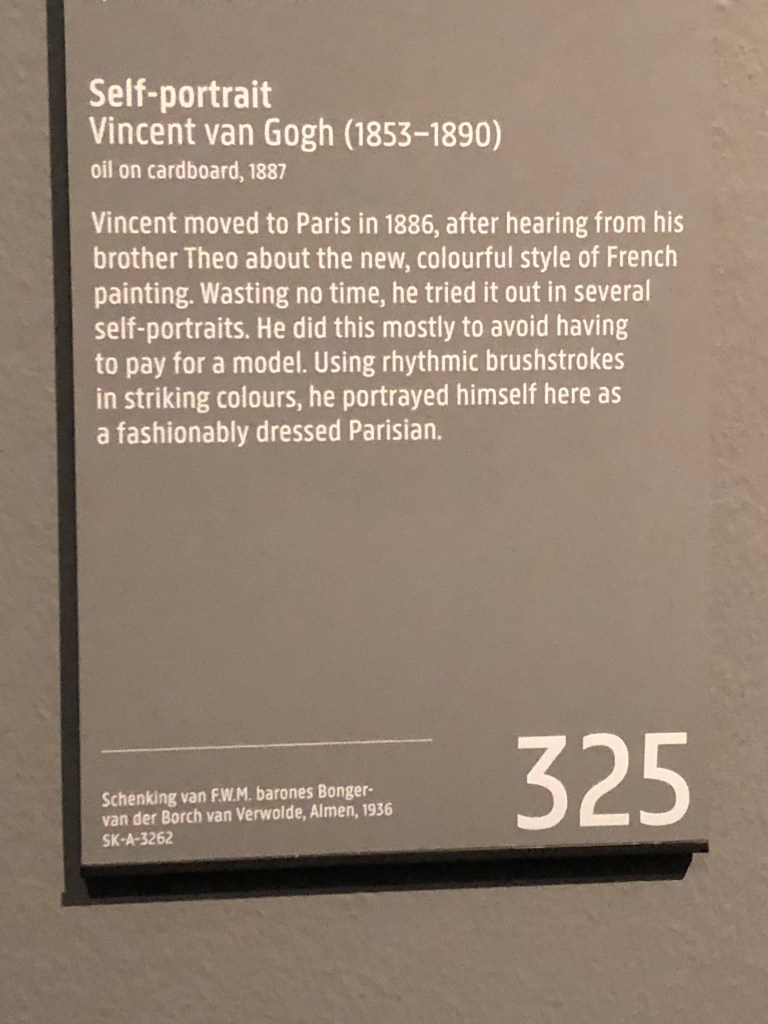 Self-portrait
Vincent van Gogh (1853–1890)
oil on cardboard, 1887
Vincent moved to Paris in 1886, after hearing from his
brother Theo about the new, colourful style of French
painting. Wasting no time, he tried it out in several
self-portraits. He did this mostly to avoid having
to pay for a model. Using rhythmic brushstrokes
in striking colours, he portrayed himself here as
a fashionably dressed Parisian.
Schenking van F.W.M. barones Bonger-
van der Borch van Verwolde, Almen, 1936
SK-A-3262
325